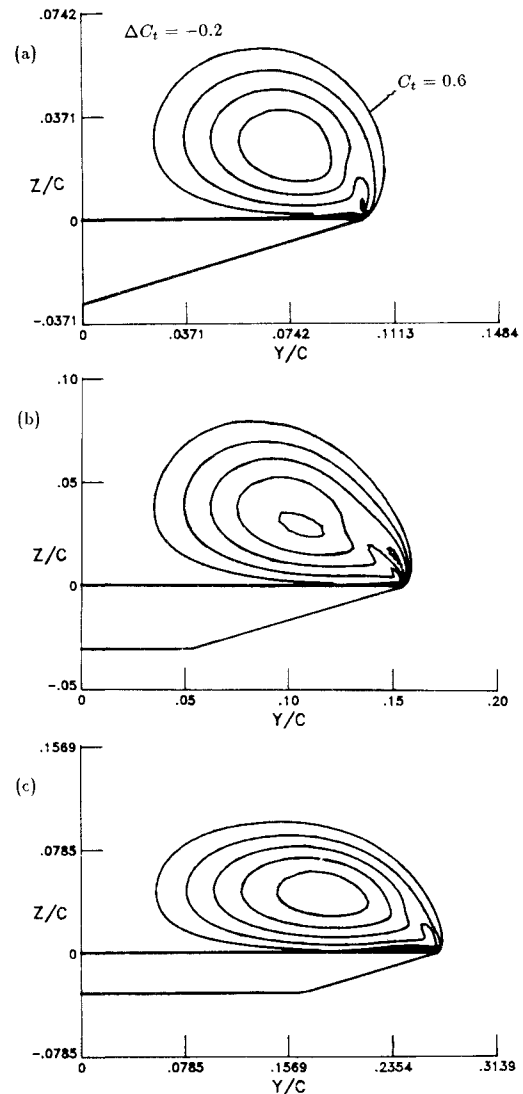 .0742
ΔC_t = −0.2
(a)
C_t = 0.6
.0371
Z/C
0
-.0371
0 .0371 .0742 .1113 .1484
Y/C
.10
(b)
.05
Z/C
0
-.05
0 .05 .10 .15 .20
Y/C
.1569
(c)
.0785
Z/C
0
-.0785
0 .0785 .1569 .2354 .3139
Y/C